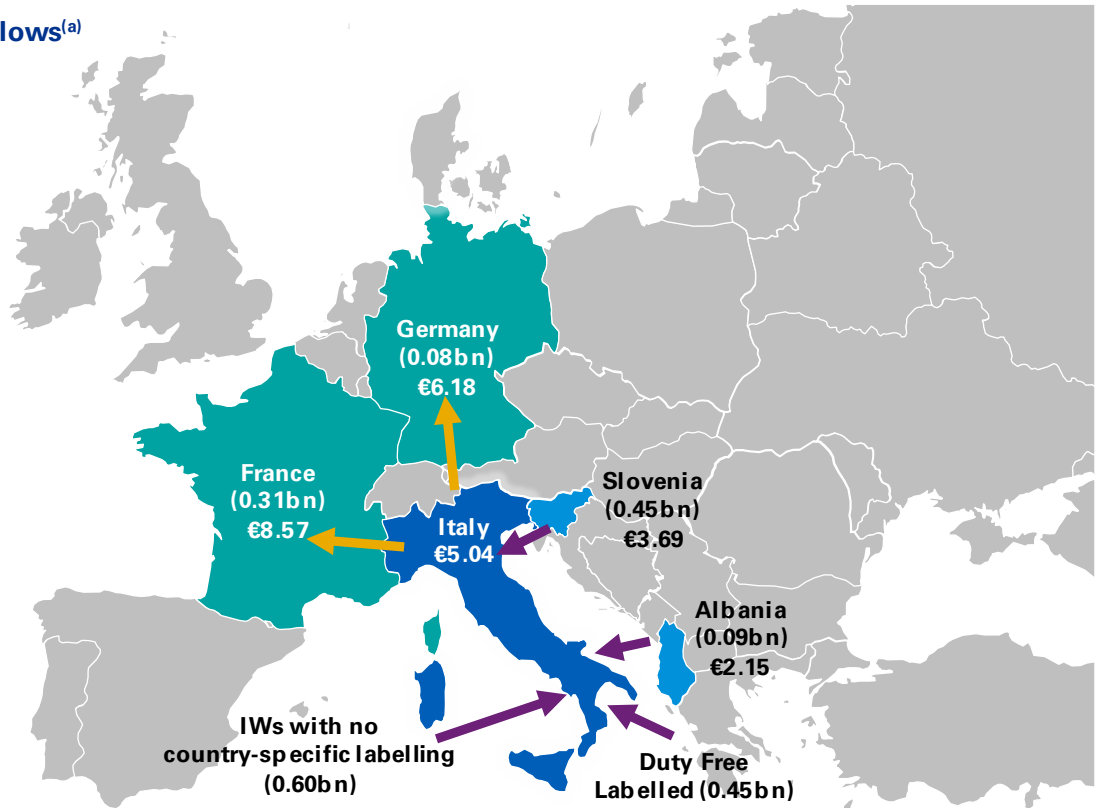 lows(a)
Germany
(0.08bn)
€6.18
France
(0.31bn)
€8.57
Italy
€5.04
Slovenia
(0.45bn)
€3.69
Albania
(0.09bn)
€2.15
IWs with no
country-specific labelling
(0.60bn)
Duty Free
Labelled (0.45bn)